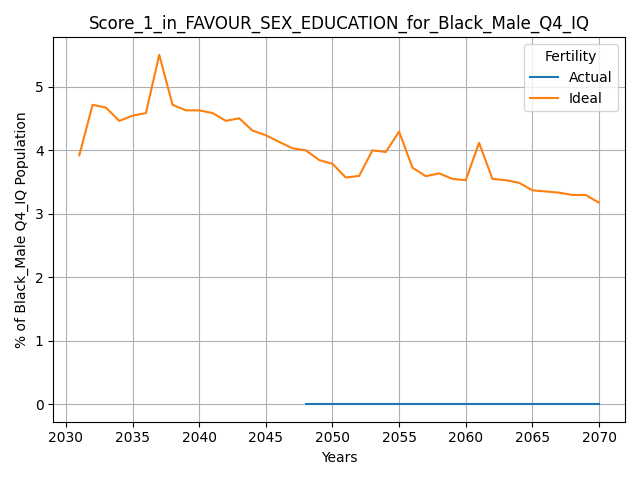 Score_1_in_FAVOUR_SEX_EDUCATION_for_Black_Male_Q4_IQ
Fertility
Actual
Ideal
% of Black_Male Q4_IQ Population
5
4
3
2
1
0
2030 2035 2040 2045 2050 2055 2060 2065 2070
Years